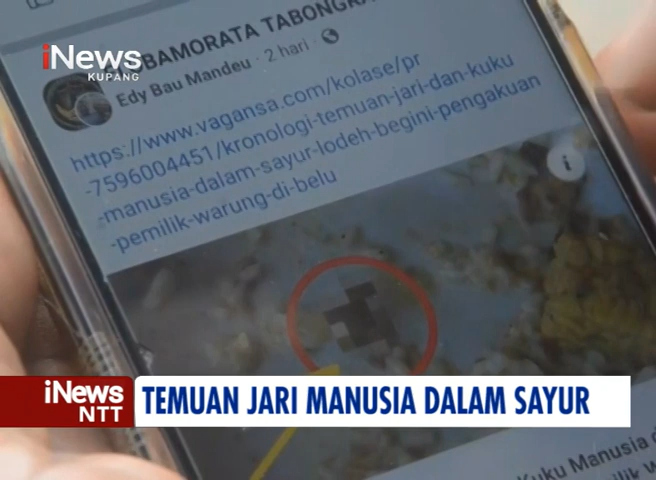 iNews
KUPANG
BAMORATA TABONGKA
Edy Bau Mandeu · 2 hari ·
https://www.vagansa.com/kolase/pr
-7596004451/kronologi-temuan-jari-dan-kuku
-manusia-dalam-sayur-lodeh-begini-pengakuan
-pemilik-warung-di-belu
i
iNews
NTT
TEMUAN JARI MANUSIA DALAM SAYUR
Kuku Manusia d